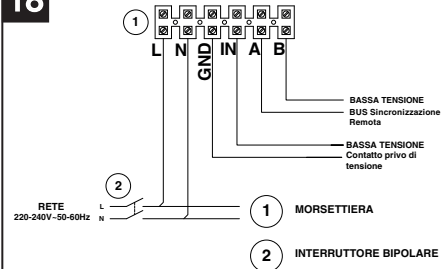 18
1
L N GND IN A B
BASSA TENSIONE
BUS Sincronizzazione
Remota
BASSA TENSIONE
Contatto privo di
tensione
2
RETE
220-240V~50-60Hz
L
N
1 MORSETTIERA
2 INTERRUTTORE BIPOLARE